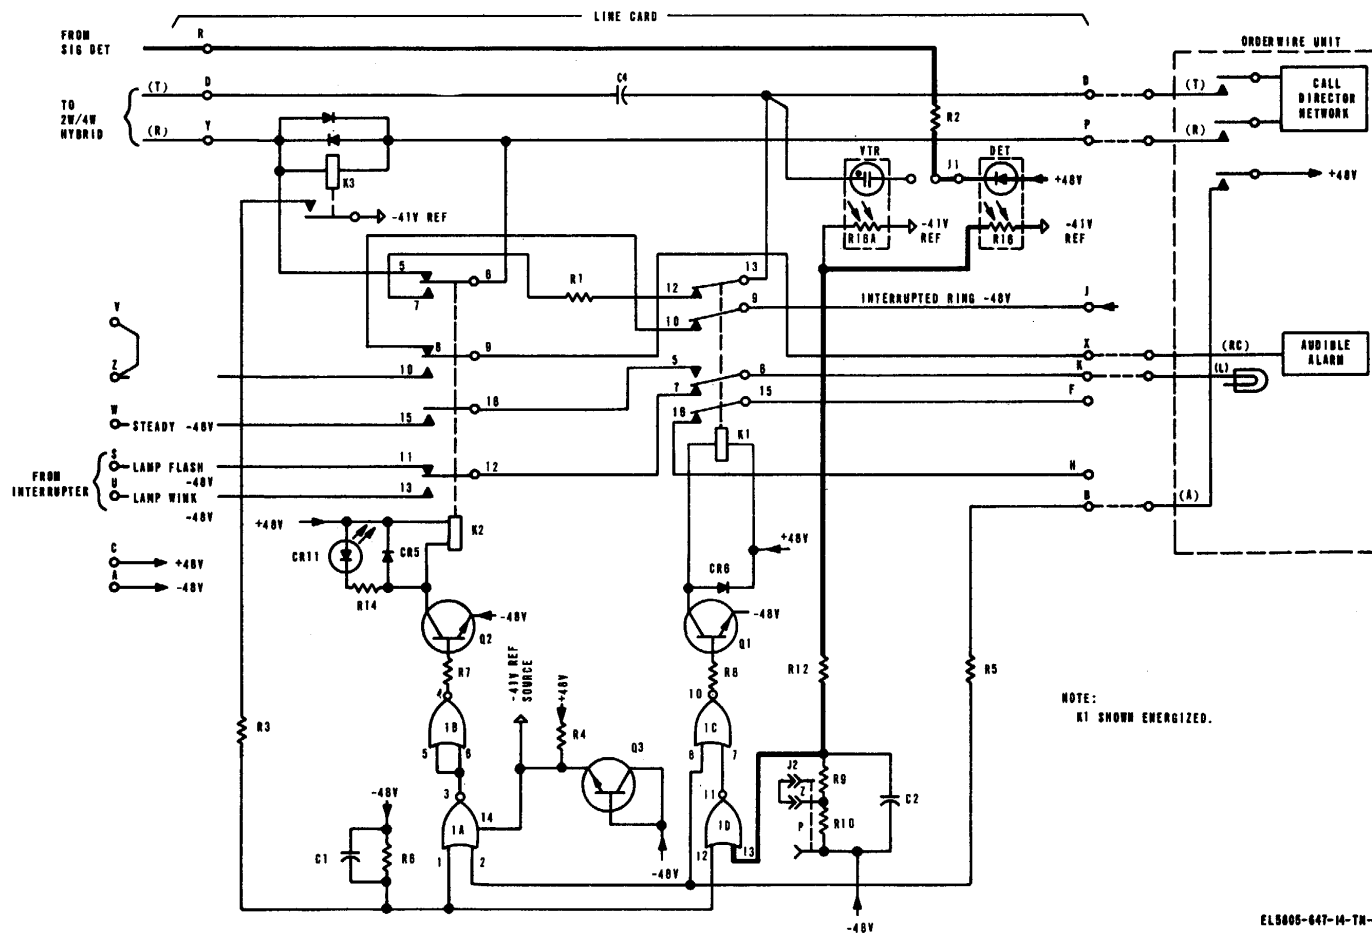 LINE CARD
FROM
SIG DET
R
ORDERWIRE UNIT
TO
2W/4W
HYBRID
(T)
D
C4
D
(T)
CALL
DIRECTOR
NETWORK
(R)
Y
P
(R)
R2
K3
VTR
J1
DET
+48V
+48V
-41V REF
R16A
-41V
REF
R16
-41V
REF
5
6
7
R1
12
13
9
10
INTERRUPTED RING -48V
J
V
Z
8
9
10
5
6
7
X
(RC)
AUDIBLE
ALARM
K
(L)
W
STEADY -48V
15
16
16
15
F
FROM
INTERRUPTER
S
LAMP FLASH
-48V
U
LAMP WINK
-48V
11
12
13
K1
H
B
(A)
+48V
K2
CR11
CR5
R14
C
+48V
A
-48V
+48V
CR6
-48V
Q2
-48V
Q1
R7
R8
R12
R5
-41V REF
SOURCE
+48V
R4
Q3
4
1B
5
6
10
1C
8
7
R3
NOTE:
K1 SHOWN ENERGIZED.
3
1A
14
1
2
11
1D
12
13
J2
Z
P
R9
R10
C2
-48V
C1
R6
-48V
-48V
EL5805-647-14-TM-